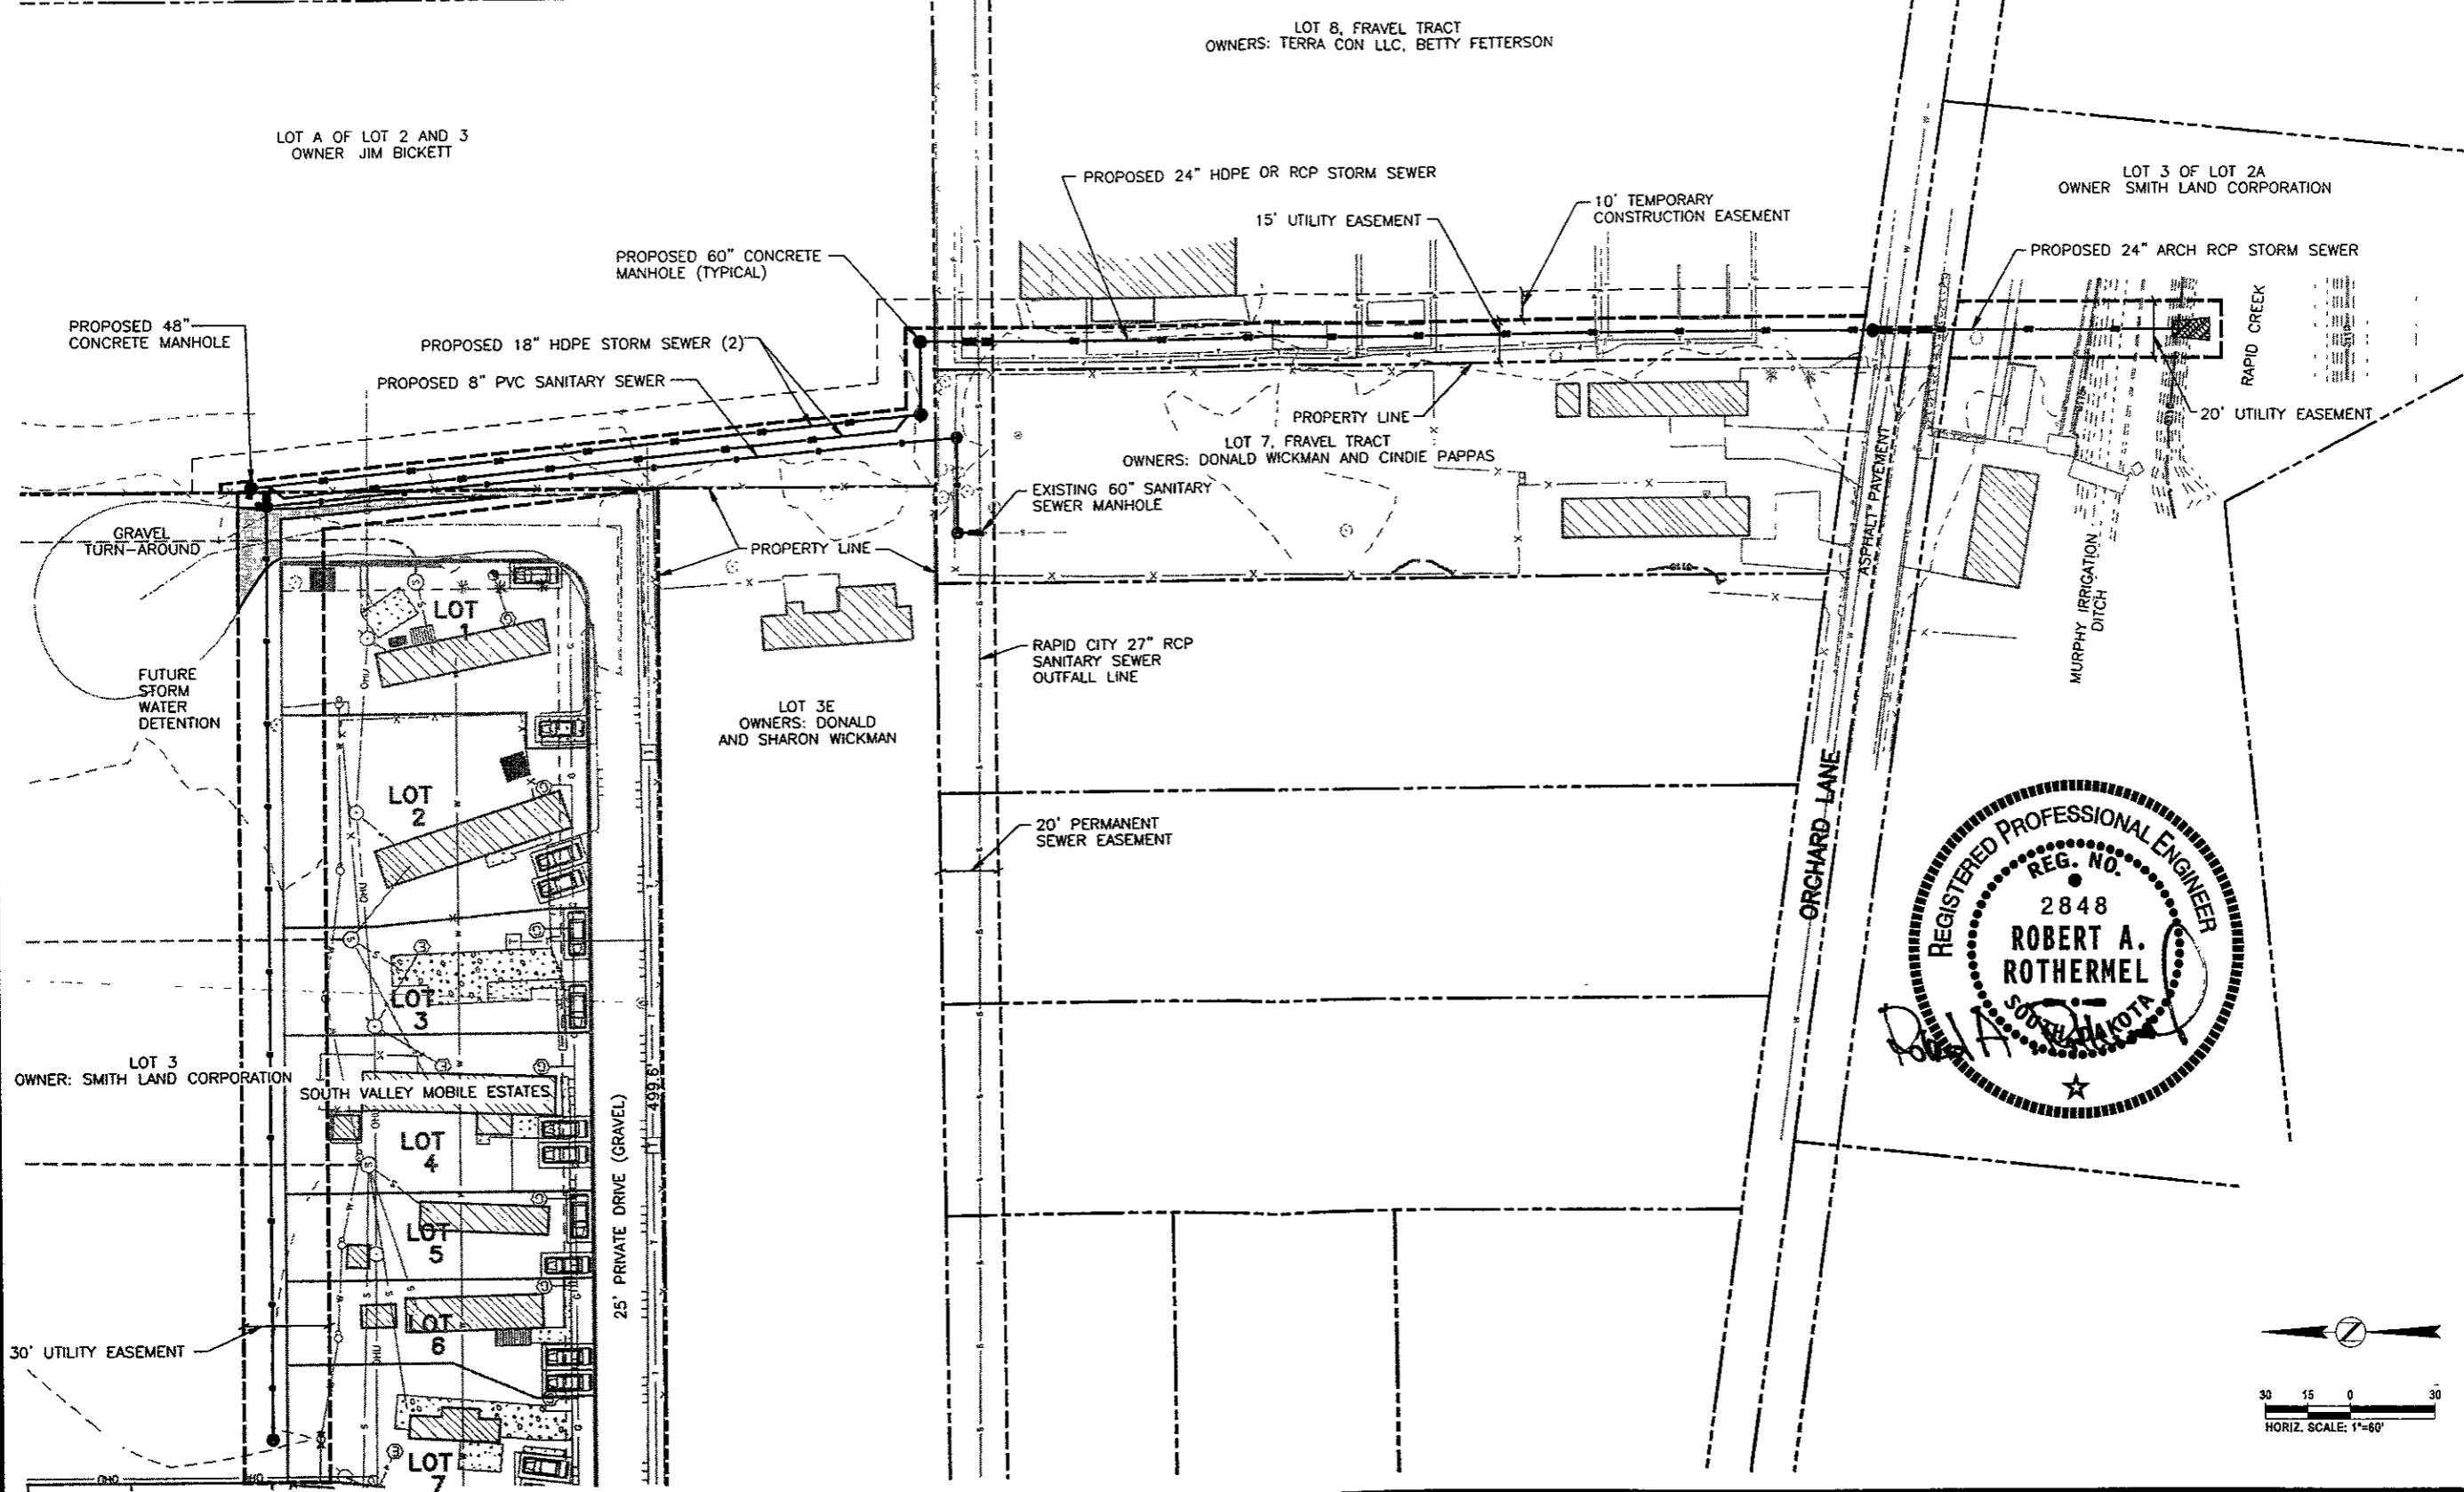 LOT 8, FRAVEL TRACT
OWNERS: TERRA CON LLC, BETTY FETTERSON
LOT A OF LOT 2 AND 3
OWNER JIM BICKETT
LOT 3 OF LOT 2A
OWNER SMITH LAND CORPORATION
PROPOSED 24" HDPE OR RCP STORM SEWER
10' TEMPORARY
CONSTRUCTION EASEMENT
15' UTILITY EASEMENT
PROPOSED 24" ARCH RCP STORM SEWER
PROPOSED 60" CONCRETE
MANHOLE (TYPICAL)
PROPOSED 48"
CONCRETE MANHOLE
PROPOSED 18" HDPE STORM SEWER (2)
PROPOSED 8" PVC SANITARY SEWER
RAPID CREEK
20' UTILITY EASEMENT
PROPERTY LINE
LOT 7, FRAVEL TRACT
OWNERS: DONALD WICKMAN AND CINDIE PAPPAS
EXISTING 60" SANITARY
SEWER MANHOLE
ASPHALT PAVEMENT
GRAVEL
TURN-AROUND
PROPERTY LINE
MURPHY IRRIGATION
DITCH
LOT
1
RAPID CITY 27" RCP
SANITARY SEWER
OUTFALL LINE
FUTURE
STORM
WATER
DETENTION
LOT 3E
OWNERS: DONALD
AND SHARON WICKMAN
LOT
2
20' PERMANENT
SEWER EASEMENT
ORCHARD LANE
REGISTERED PROFESSIONAL ENGINEER
REG. NO.
2848
ROBERT A.
ROTHERMEL
SOUTH DAKOTA
LOT
3
LOT 3
OWNER: SMITH LAND CORPORATION
SOUTH VALLEY MOBILE ESTATES
499.6'
25' PRIVATE DRIVE (GRAVEL)
LOT
4
LOT
5
LOT
6
30' UTILITY EASEMENT
LOT
7
Z
30 15 0 30
HORIZ. SCALE: 1"=60'